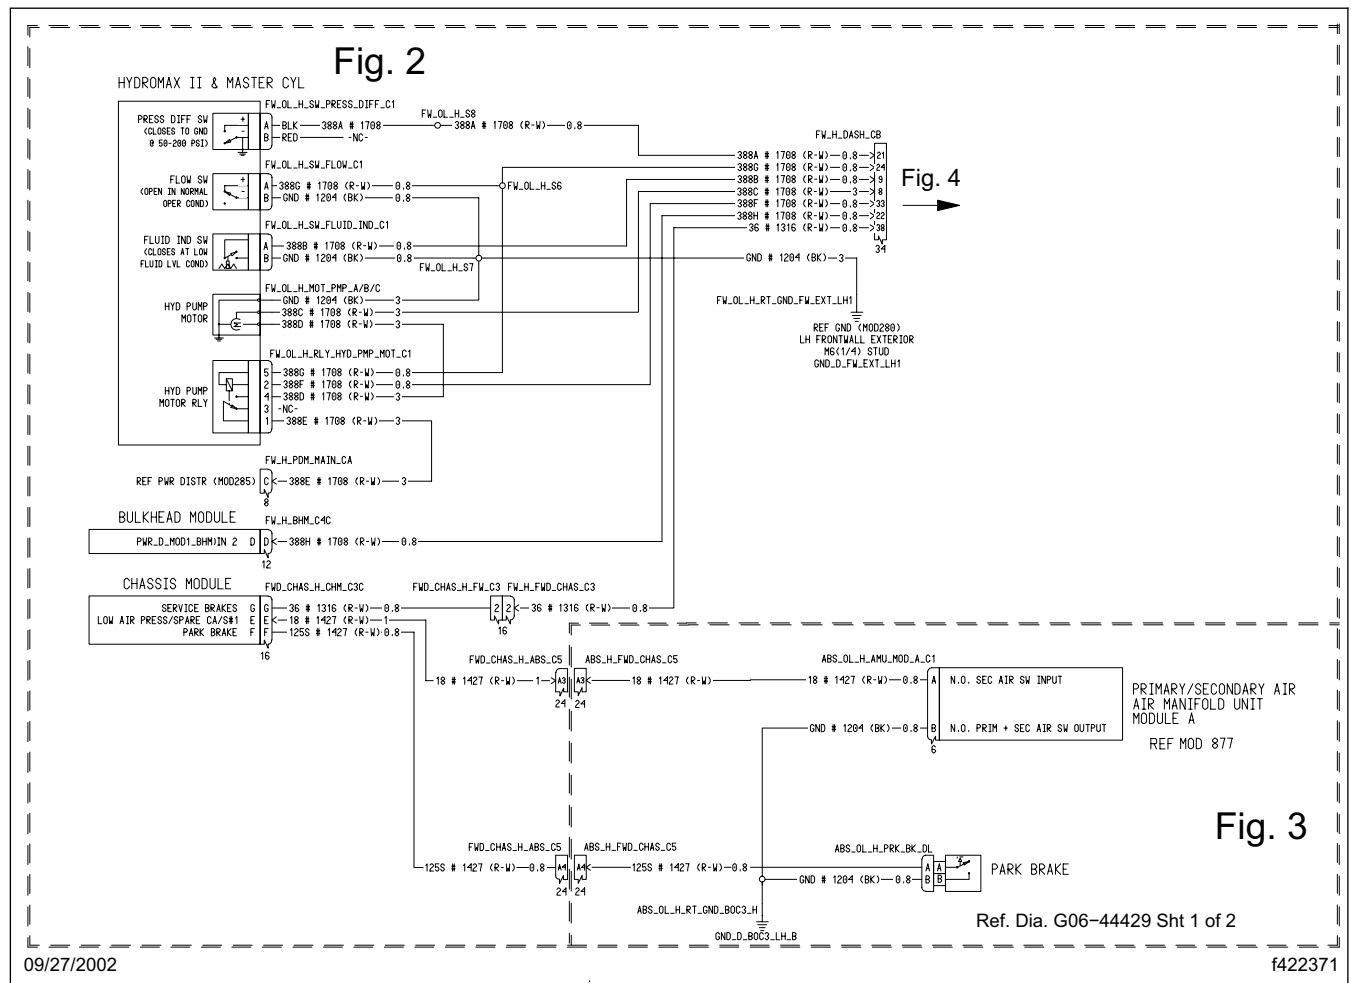 Fig. 2
HYDROMAX II & MASTER CYL
FW_OL_H_SW_PRESS_DIFF_C1
PRESS DIFF SW
(CLOSES TO GND
@ 50-200 PSI)
+
-
A BLK 388A # 1708
B RED -NC-
FW_OL_H_S8
388A # 1708 (R-W) 0.8
FW_OL_H_SW_FLOW_C1
FLOW SW
(OPEN IN NORMAL
OPER COND)
+
-
A 388G # 1708 (R-W) 0.8
B GND # 1204 (BK) 0.8
FW_OL_H_S6
FW_OL_H_SW_FLUID_IND_C1
FLUID IND SW
(CLOSES AT LOW
FLUID LVL COND)
A 388B # 1708 (R-W) 0.8
B GND # 1204 (BK) 0.8
FW_OL_H_S7
FW_OL_H_MOT_PMP_A/B/C
HYD PUMP
MOTOR
M
GND # 1204 (BK) 3
388C # 1708 (R-W) 3
388D # 1708 (R-W) 3
FW_OL_H_RLY_HYD_PMP_MOT_C1
HYD PUMP
MOTOR RLY
5 388G # 1708 (R-W) 0.8
2 388F # 1708 (R-W) 0.8
4 388D # 1708 (R-W) 3
3 -NC-
1 388E # 1708 (R-W) 3
FW_H_PDM_MAIN_CA
REF PWR DISTR (MOD285) C 388E # 1708 (R-W) 3
8
BULKHEAD MODULE
FW_H_BHM_C4C
PWR_D_MOD1_BHM)IN 2 D D 388H # 1708 (R-W) 0.8
12
CHASSIS MODULE
FWD_CHAS_H_CHM_C3C
SERVICE BRAKES G G 36 # 1316 (R-W) 0.8
LOW AIR PRESS/SPARE CA/S#1 E E 18 # 1427 (R-W) 1
PARK BRAKE F F 125S # 1427 (R-W) 0.8
16
FWD_CHAS_H_FW_C3 FW_H_FWD_CHAS_C3
2 2 36 # 1316 (R-W) 0.8
16
FW_H_DASH_CB
388A # 1708 (R-W) 0.8 21
388G # 1708 (R-W) 0.8 24
388B # 1708 (R-W) 0.8 9
388C # 1708 (R-W) 3 8
388F # 1708 (R-W) 0.8 33
388H # 1708 (R-W) 0.8 22
36 # 1316 (R-W) 0.8 38
34
Fig. 4
GND # 1204 (BK) 3
FW_OL_H_RT_GND_FW_EXT_LH1
REF GND (MOD280)
LH FRONTWALL EXTERIOR
M6(1/4) STUD
GND_D_FW_EXT_LH1
FWD_CHAS_H_ABS_C5 ABS_H_FWD_CHAS_C5
18 # 1427 (R-W) 1 A3 A3 18 # 1427 (R-W)
24 24
ABS_OL_H_AMU_MOD_A_C1
18 # 1427 (R-W) 0.8 A N.O. SEC AIR SW INPUT
GND # 1204 (BK) 0.8 B N.O. PRIM + SEC AIR SW OUTPUT
6
PRIMARY/SECONDARY AIR
AIR MANIFOLD UNIT
MODULE A
REF MOD 877
Fig. 3
FWD_CHAS_H_ABS_C5 ABS_H_FWD_CHAS_C5
125S # 1427 (R-W) 0.8 A4 A4 125S # 1427 (R-W) 0.8
24 24
ABS_OL_H_PRK_BK_DL
A A
GND # 1204 (BK) 0.8 B B
PARK BRAKE
ABS_OL_H_RT_GND_BOC3_H
GND_D_BOC3_LH_B
Ref. Dia. G06−44429 Sht 1 of 2
09/27/2002
f422371